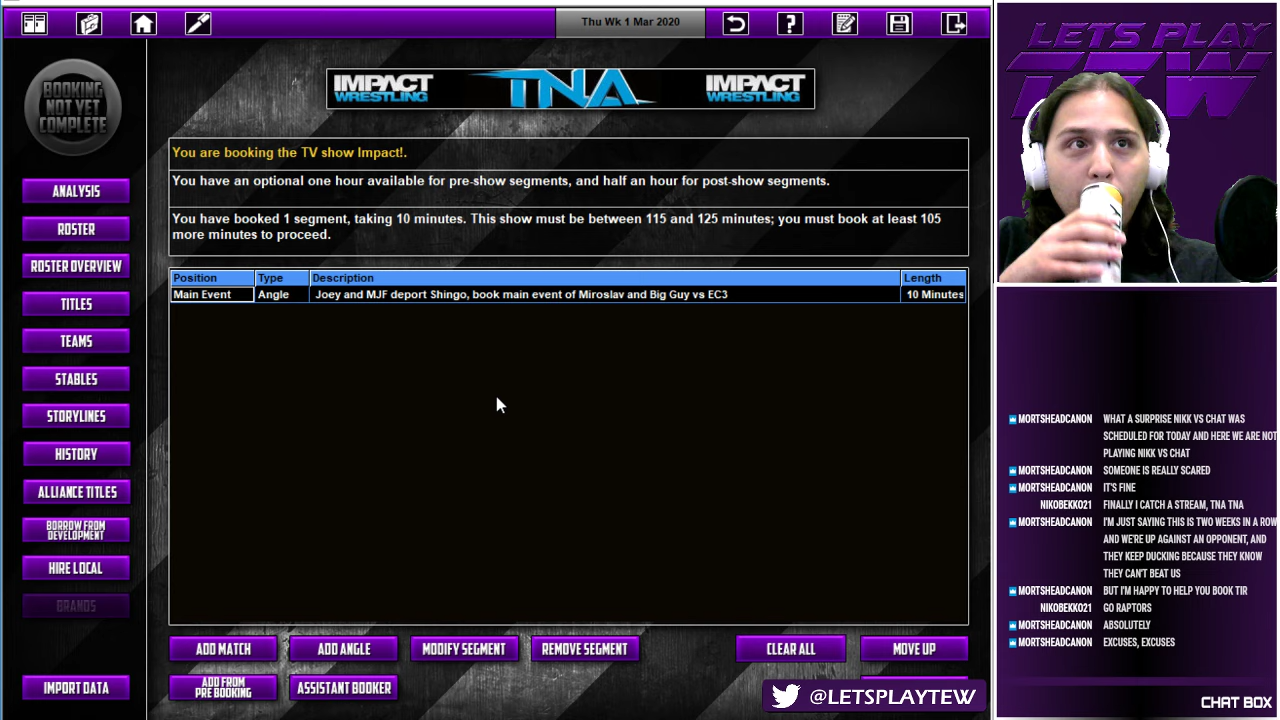 Thu Wk 1 Mar 2020
LETS PLAY
TEW
BOOKING
NOT YET
COMPLETE
IMPACT
WRESTLING
TNA
IMPACT
WRESTLING
You are booking the TV show Impact!.
You have an optional one hour available for pre-show segments, and half an hour for post-show segments.
You have booked 1 segment, taking 10 minutes. This show must be between 115 and 125 minutes; you must book at least 105
more minutes to proceed.
ANALYSIS
ROSTER
ROSTER OVERVIEW
TITLES
TEAMS
STABLES
STORYLINES
HISTORY
ALLIANCE TITLES
BORROW FROM
DEVELOPMENT
HIRE LOCAL
BRANDS
IMPORT DATA
Position Type Description Length
Main Event Angle Joey and MJF deport Shingo, book main event of Miroslav and Big Guy vs EC3 10 Minutes
ADD MATCH ADD ANGLE MODIFY SEGMENT REMOVE SEGMENT CLEAR ALL MOVE UP
ADD FROM
PRE BOOKING
ASSISTANT BOOKER
@LETSPLAYTEW
MORTSHEADCANON WHAT A SURPRISE NIKK VS CHAT WAS
SCHEDULED FOR TODAY AND HERE WE ARE NOT
PLAYING NIKK VS CHAT
MORTSHEADCANON SOMEONE IS REALLY SCARED
MORTSHEADCANON IT'S FINE
NIKOBEKKO21 FINALLY I CATCH A STREAM, TNA TNA
MORTSHEADCANON I'M JUST SAYING THIS IS TWO WEEKS IN A ROW
AND WE'RE UP AGAINST AN OPPONENT, AND
THEY KEEP DUCKING BECAUSE THEY KNOW
THEY CAN'T BEAT US
MORTSHEADCANON BUT I'M HAPPY TO HELP YOU BOOK TIR
NIKOBEKKO21 GO RAPTORS
MORTSHEADCANON ABSOLUTELY
MORTSHEADCANON EXCUSES, EXCUSES
CHAT BOX